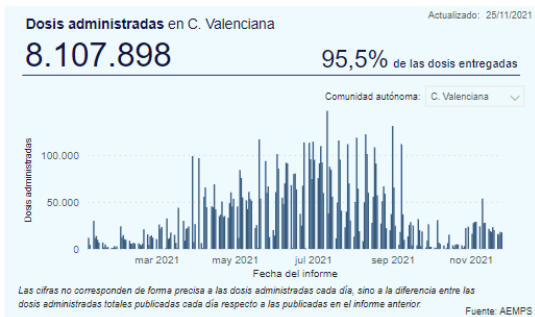 Actualizado: 25/11/2021
Dosis administradas en C. Valenciana
8.107.898
95,5% de las dosis entregadas
Comunidad autónoma: C. Valenciana
Dosis administradas
100.000
50.000
0
mar 2021 may 2021 jul 2021 sep 2021 nov 2021
Fecha del informe
Las cifras no corresponden de forma precisa a las dosis administradas cada día, sino a la diferencia entre las
dosis administradas totales publicadas cada día respecto a las publicadas en el informe anterior.
Fuente: AEMPS